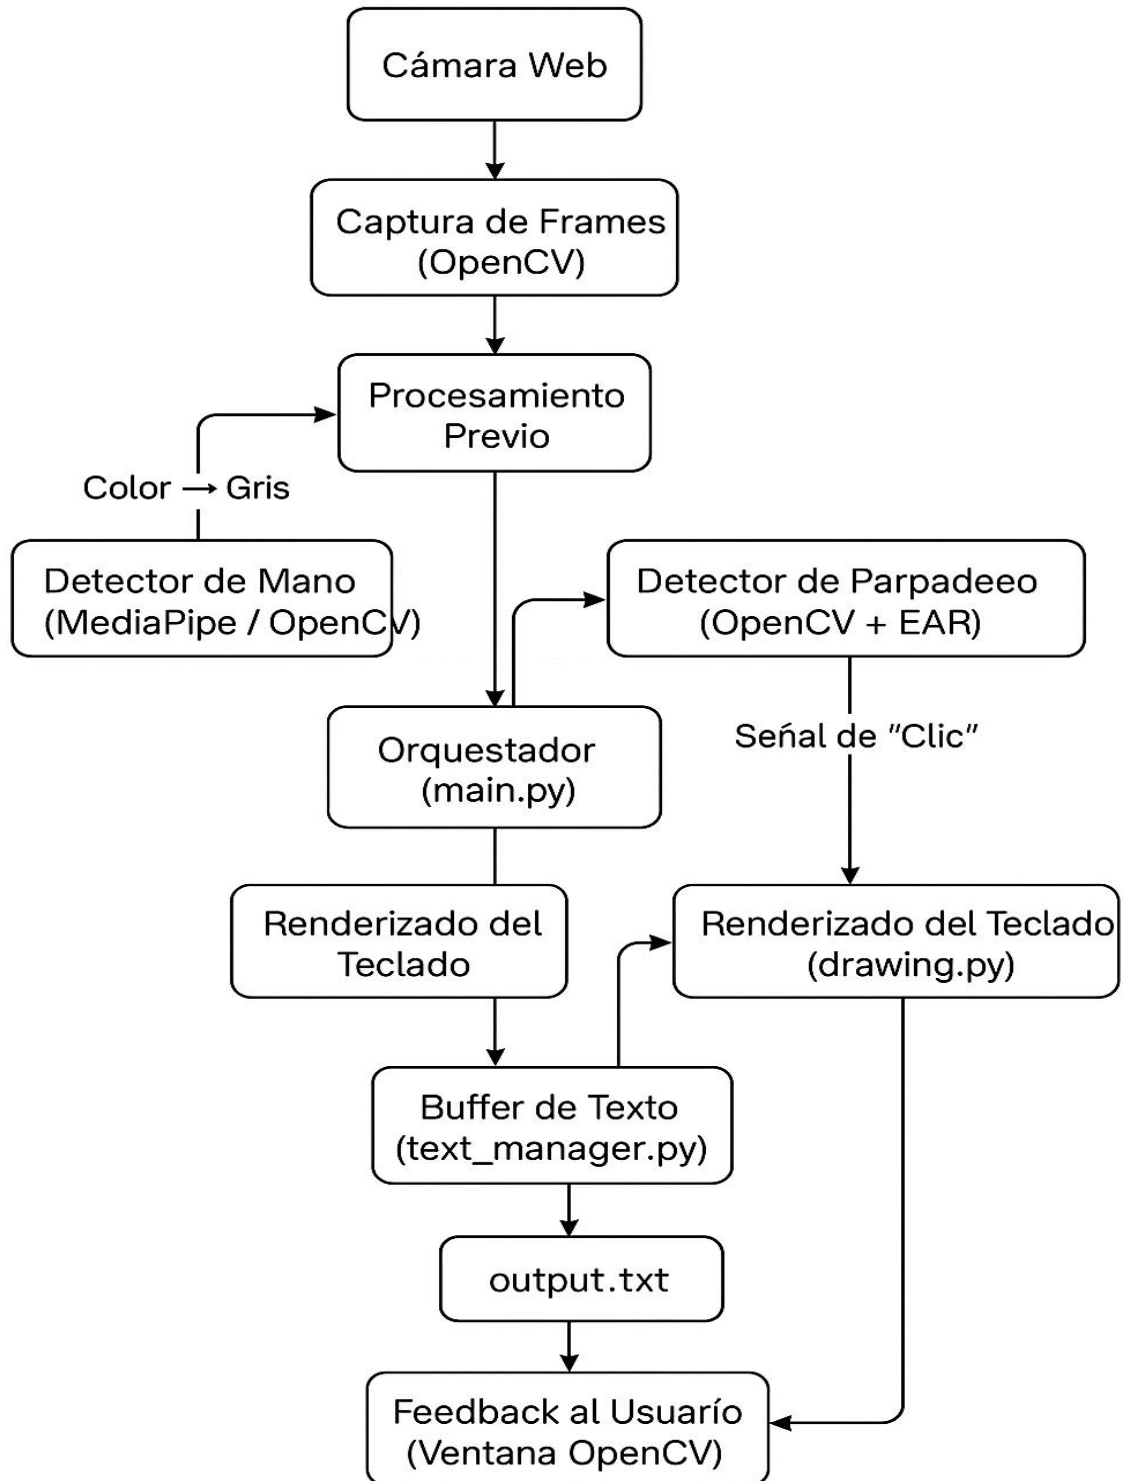 Cámara Web
Captura de Frames
(OpenCV)
Procesamiento
Previo
Color → Gris
Detector de Mano
(MediaPipe / OpenCV)
Detector de Parpadeeo
(OpenCV + EAR)
Seńal de "Clic"
Orquestador
(main.py)
Renderizado del
Teclado
Renderizado del Teclado
(drawing.py)
Buffer de Texto
(text_manager.py)
output.txt
Feedback al Usuarío
(Ventana OpenCV)